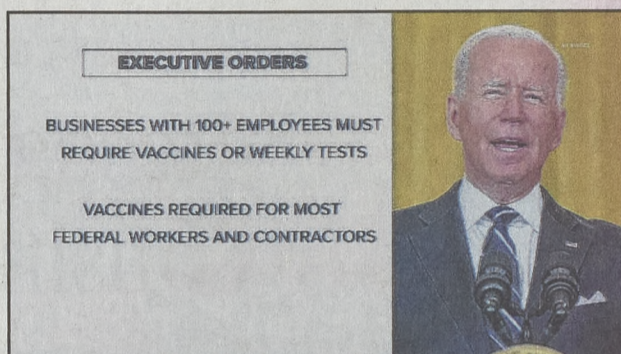 EXECUTIVE ORDERS
BUSINESSES WITH 100+ EMPLOYEES MUST
REQUIRE VACCINES OR WEEKLY TESTS
VACCINES REQUIRED FOR MOST
FEDERAL WORKERS AND CONTRACTORS